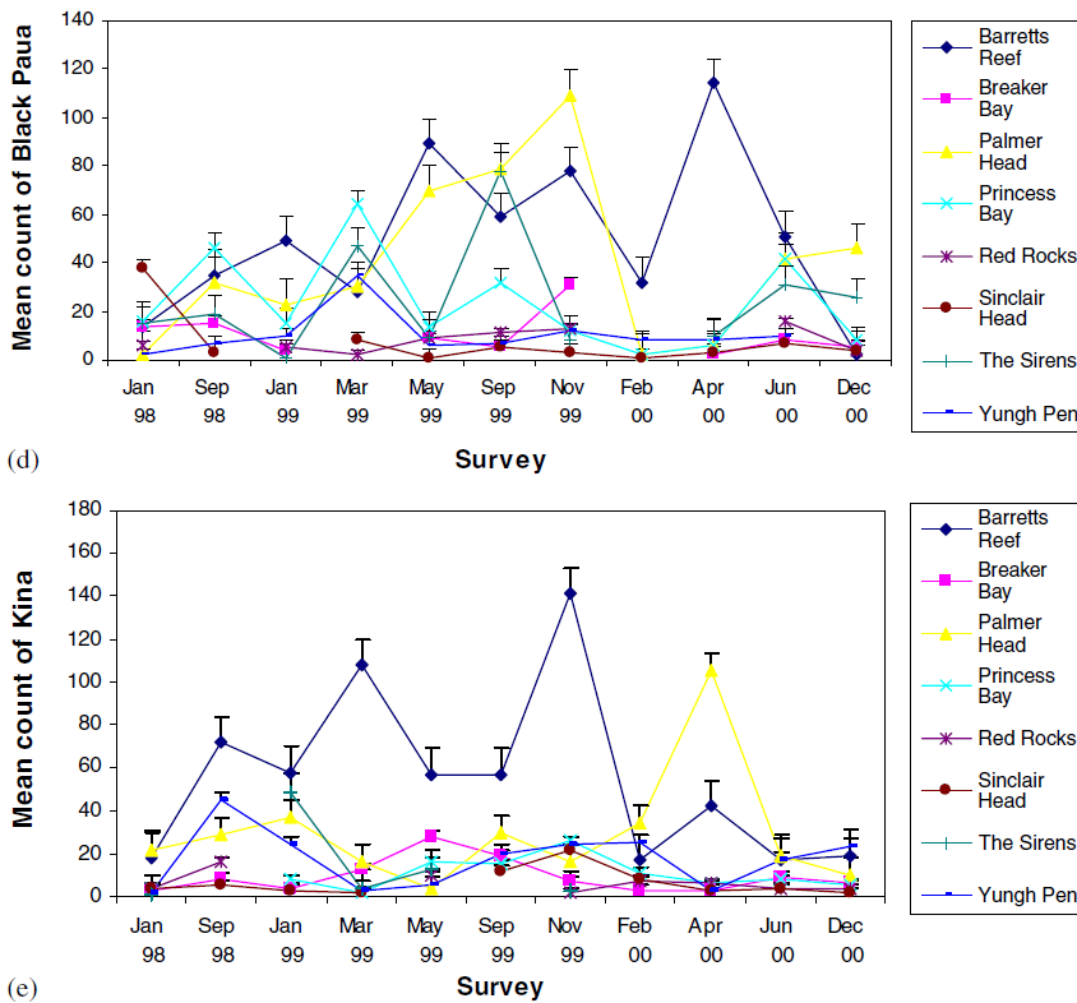 Mean count of Black Paua
140
120
100
80
60
40
20
0
Jan Sep Jan Mar May Sep Nov Feb Apr Jun Dec
98 98 99 99 99 99 99 00 00 00 00
Survey
(d)
Barretts
Reef
Breaker
Bay
Palmer
Head
Princess
Bay
Red Rocks
Sinclair
Head
The Sirens
Yungh Pen
Mean count of Kina
180
160
140
120
100
80
60
40
20
0
Jan Sep Jan Mar May Sep Nov Feb Apr Jun Dec
98 98 99 99 99 99 99 00 00 00 00
Survey
(e)
Barretts
Reef
Breaker
Bay
Palmer
Head
Princess
Bay
Red Rocks
Sinclair
Head
The Sirens
Yungh Pen